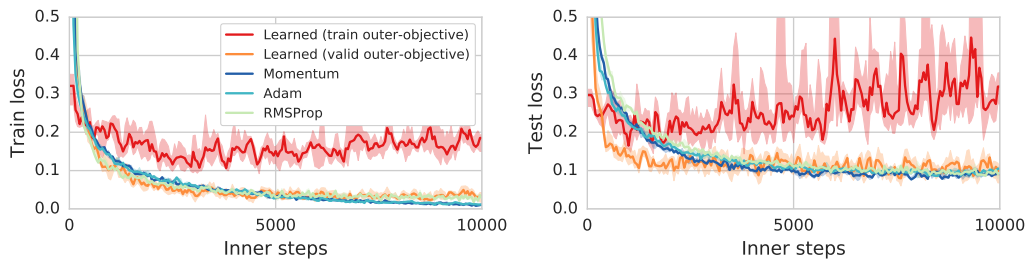 0.5
0.4
0.3
0.2
0.1
0.0
Train loss
0
5000
10000
Inner steps
Learned (train outer-objective)
Learned (valid outer-objective)
Momentum
Adam
RMSProp
0.5
0.4
0.3
0.2
0.1
0.0
Test loss
0
5000
10000
Inner steps